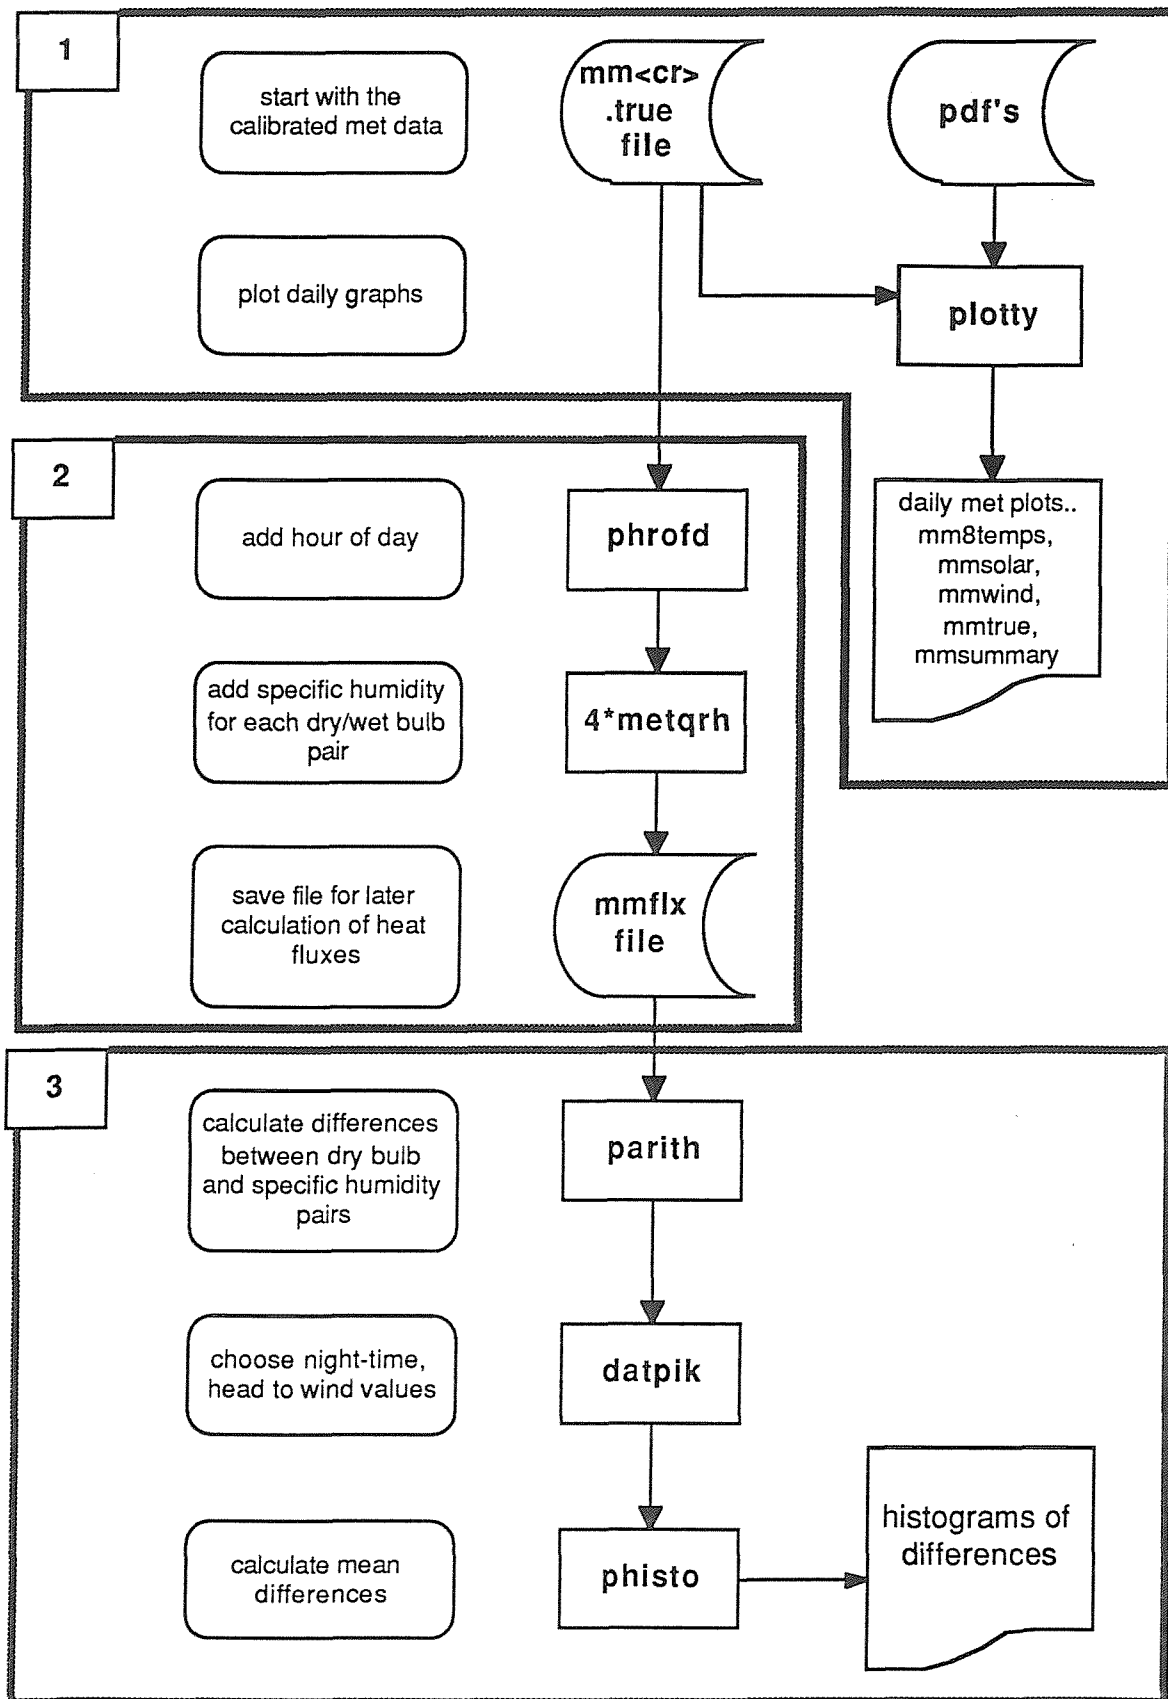 1
start with the
calibrated met data
mm<cr>
.true
file
pdf's
plot daily graphs
plotty
2
add hour of day
phrofd
daily met plots..
mm8temps,
mmsolar,
mmwind,
mmtrue,
mmsummary
add specific humidity
for each dry/wet bulb
pair
4*metqrh
save file for later
calculation of heat
fluxes
mmflx
file
3
calculate differences
between dry bulb
and specific humidity
pairs
parith
choose night-time,
head to wind values
datpik
calculate mean
differences
phisto
histograms of
differences